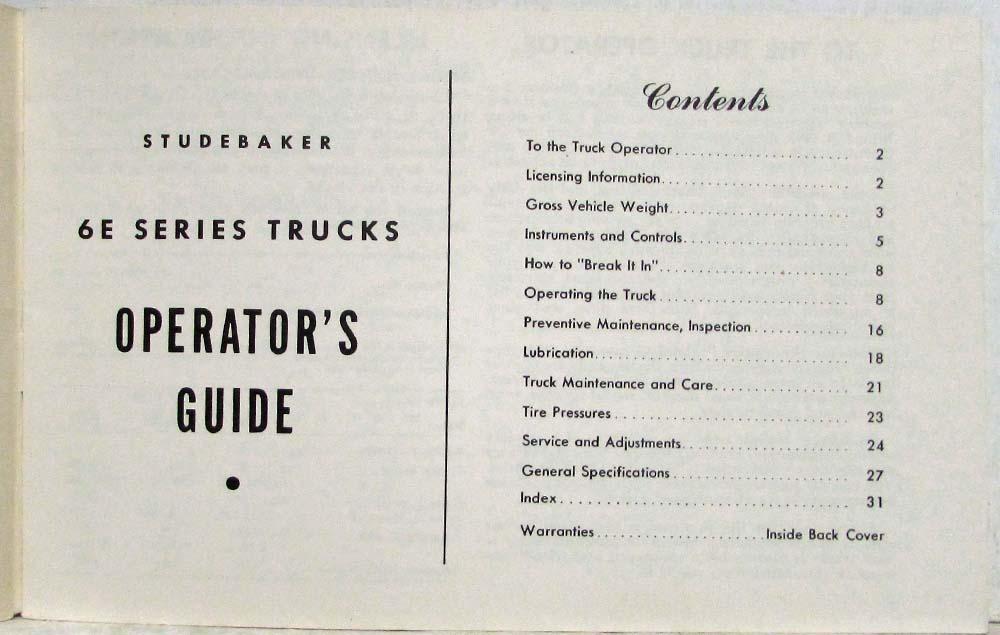 STUDEBAKER
6E SERIES TRUCKS
OPERATOR'S
GUIDE
Contents
To the Truck Operator . . . . . . . . . . . . . . . . . . . . 2
Licensing Information . . . . . . . . . . . . . . . . . . . . 2
Gross Vehicle Weight . . . . . . . . . . . . . . . . . . . . 3
Instruments and Controls . . . . . . . . . . . . . . . . . . 5
How to "Break It In" . . . . . . . . . . . . . . . . . . . . 8
Operating the Truck . . . . . . . . . . . . . . . . . . . . 8
Preventive Maintenance, Inspection . . . . . . . . . . . 16
Lubrication . . . . . . . . . . . . . . . . . . . . . . . . . . 18
Truck Maintenance and Care . . . . . . . . . . . . . . . 21
Tire Pressures . . . . . . . . . . . . . . . . . . . . . . . . 23
Service and Adjustments . . . . . . . . . . . . . . . . . . 24
General Specifications . . . . . . . . . . . . . . . . . . . 27
Index . . . . . . . . . . . . . . . . . . . . . . . . . . . . . . 31
Warranties . . . . . . . . . . . . . . . . . . Inside Back Cover